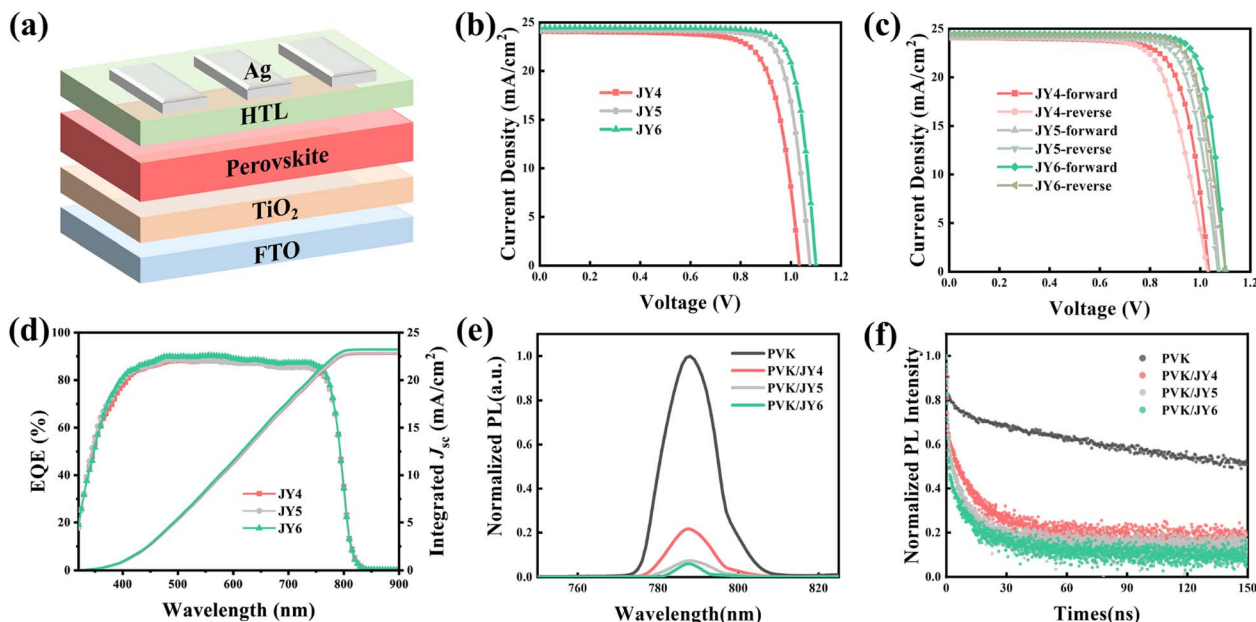 (a)
Ag
HTL
Perovskite
TiO₂
FTO
(b)
Current Density (mA/cm²)
25
20
15
10
5
0
JY4
JY5
JY6
0.0 0.2 0.4 0.6 0.8 1.0 1.2
Voltage (V)
(c)
Current Density (mA/cm²)
25
20
15
10
5
0
JY4-forward
JY4-reverse
JY5-forward
JY5-reverse
JY6-forward
JY6-reverse
0.0 0.2 0.4 0.6 0.8 1.0 1.2
Voltage (V)
(d)
EQE (%)
100
80
60
40
20
0
JY4
JY5
JY6
25
20
15
10
5
0
Integrated Jsc (mA/cm²)
400 500 600 700 800 900
Wavelength (nm)
(e)
Normalized PL(a.u.)
1.0
0.8
0.6
0.4
0.2
0.0
PVK
PVK/JY4
PVK/JY5
PVK/JY6
760 780 800 820
Wavelength(nm)
(f)
Normalized PL Intensity
1.0
0.8
0.6
0.4
0.2
0.0
PVK
PVK/JY4
PVK/JY5
PVK/JY6
0 30 60 90 120 150
Times(ns)